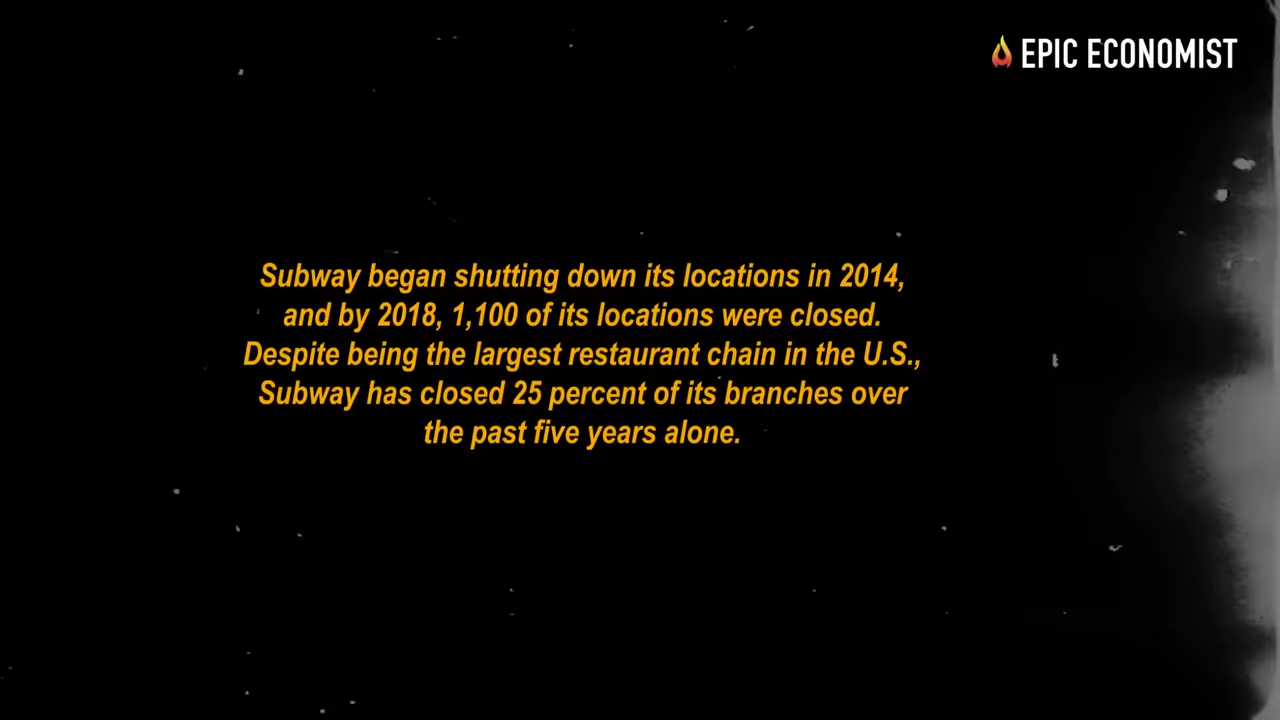 EPIC ECONOMIST
Subway began shutting down its locations in 2014,
and by 2018, 1,100 of its locations were closed.
Despite being the largest restaurant chain in the U.S.,
Subway has closed 25 percent of its branches over
the past five years alone.